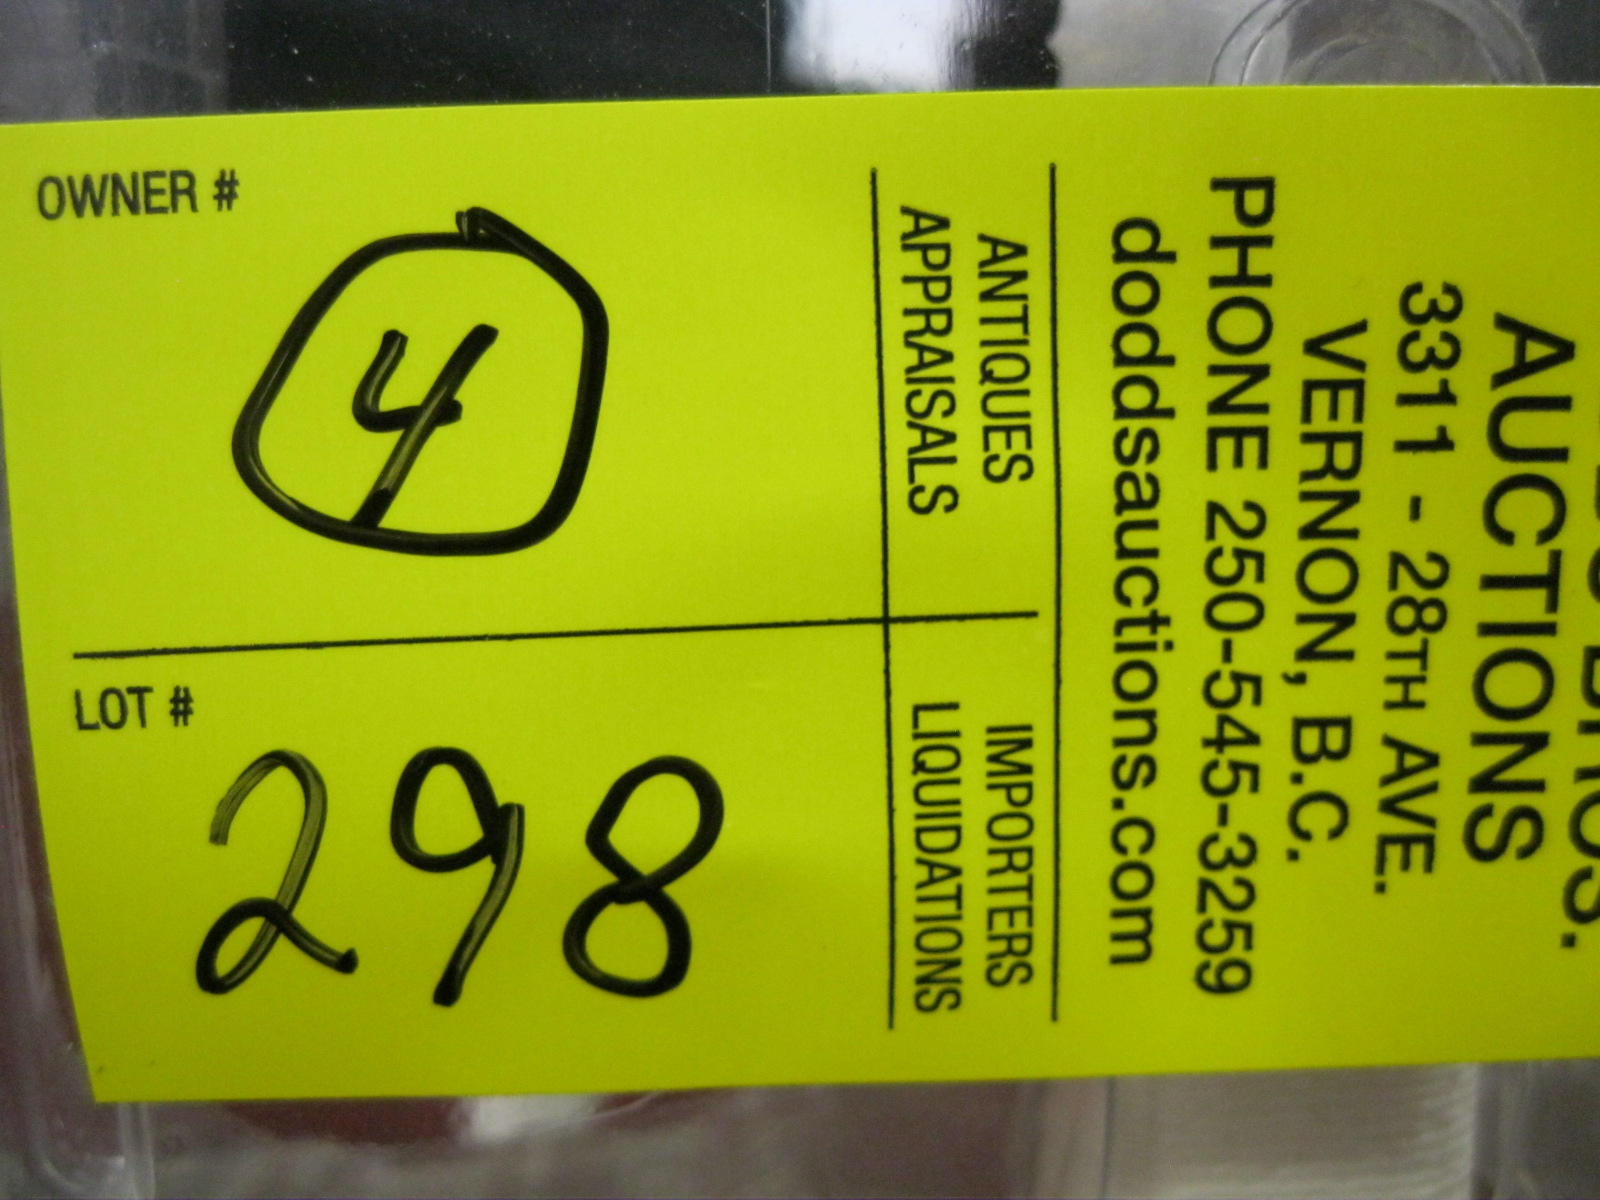 AUCTIONS
3311 - 28TH AVE.
VERNON, B.C.
PHONE 250-545-3259
doddsauctions.com
ANTIQUES IMPORTERS
APPRAISALS LIQUIDATIONS
OWNER #
4
LOT #
298